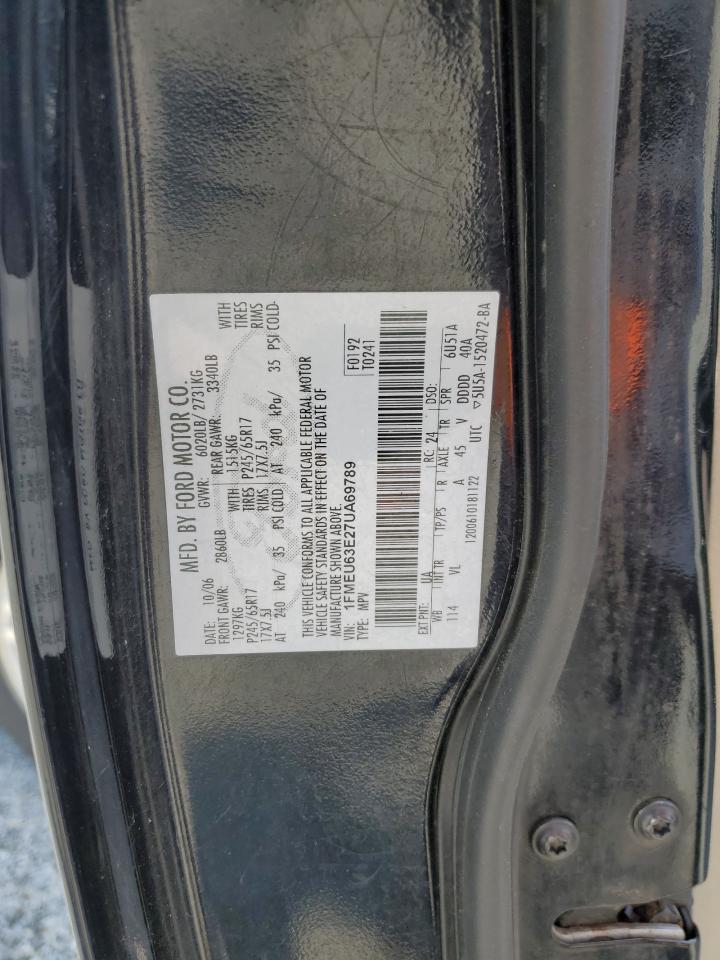 MFD. BY FORD MOTOR CO.
DATE: 10/06 GVWR: 6020LB/ 2731KG
FRONT GAWR: 2860LB REAR GAWR: 3340LB
1297KG WITH 1515KG WITH
P245/65R17 TIRES P245/65R17 TIRES
17X7.5J RIMS 17X7.5J RIMS
AT 240 kPa/ 35 PSI COLD AT 240 kPa/ 35 PSI COLD
THIS VEHICLE CONFORMS TO ALL APPLICABLE FEDERAL MOTOR
VEHICLE SAFETY STANDARDS IN EFFECT ON THE DATE OF
MANUFACTURE SHOWN ABOVE.
VIN: 1FMEU63E27UA69789 F0192
TYPE: MPV T0241
EXT PNT: UA RC: 24 DSO:
WB INT TR TP/PS R AXLE TR SPR 6U51A
114 VL A 45 V DDDD 40A
1200610181122 UTC ▽5U5A-1520472-BA